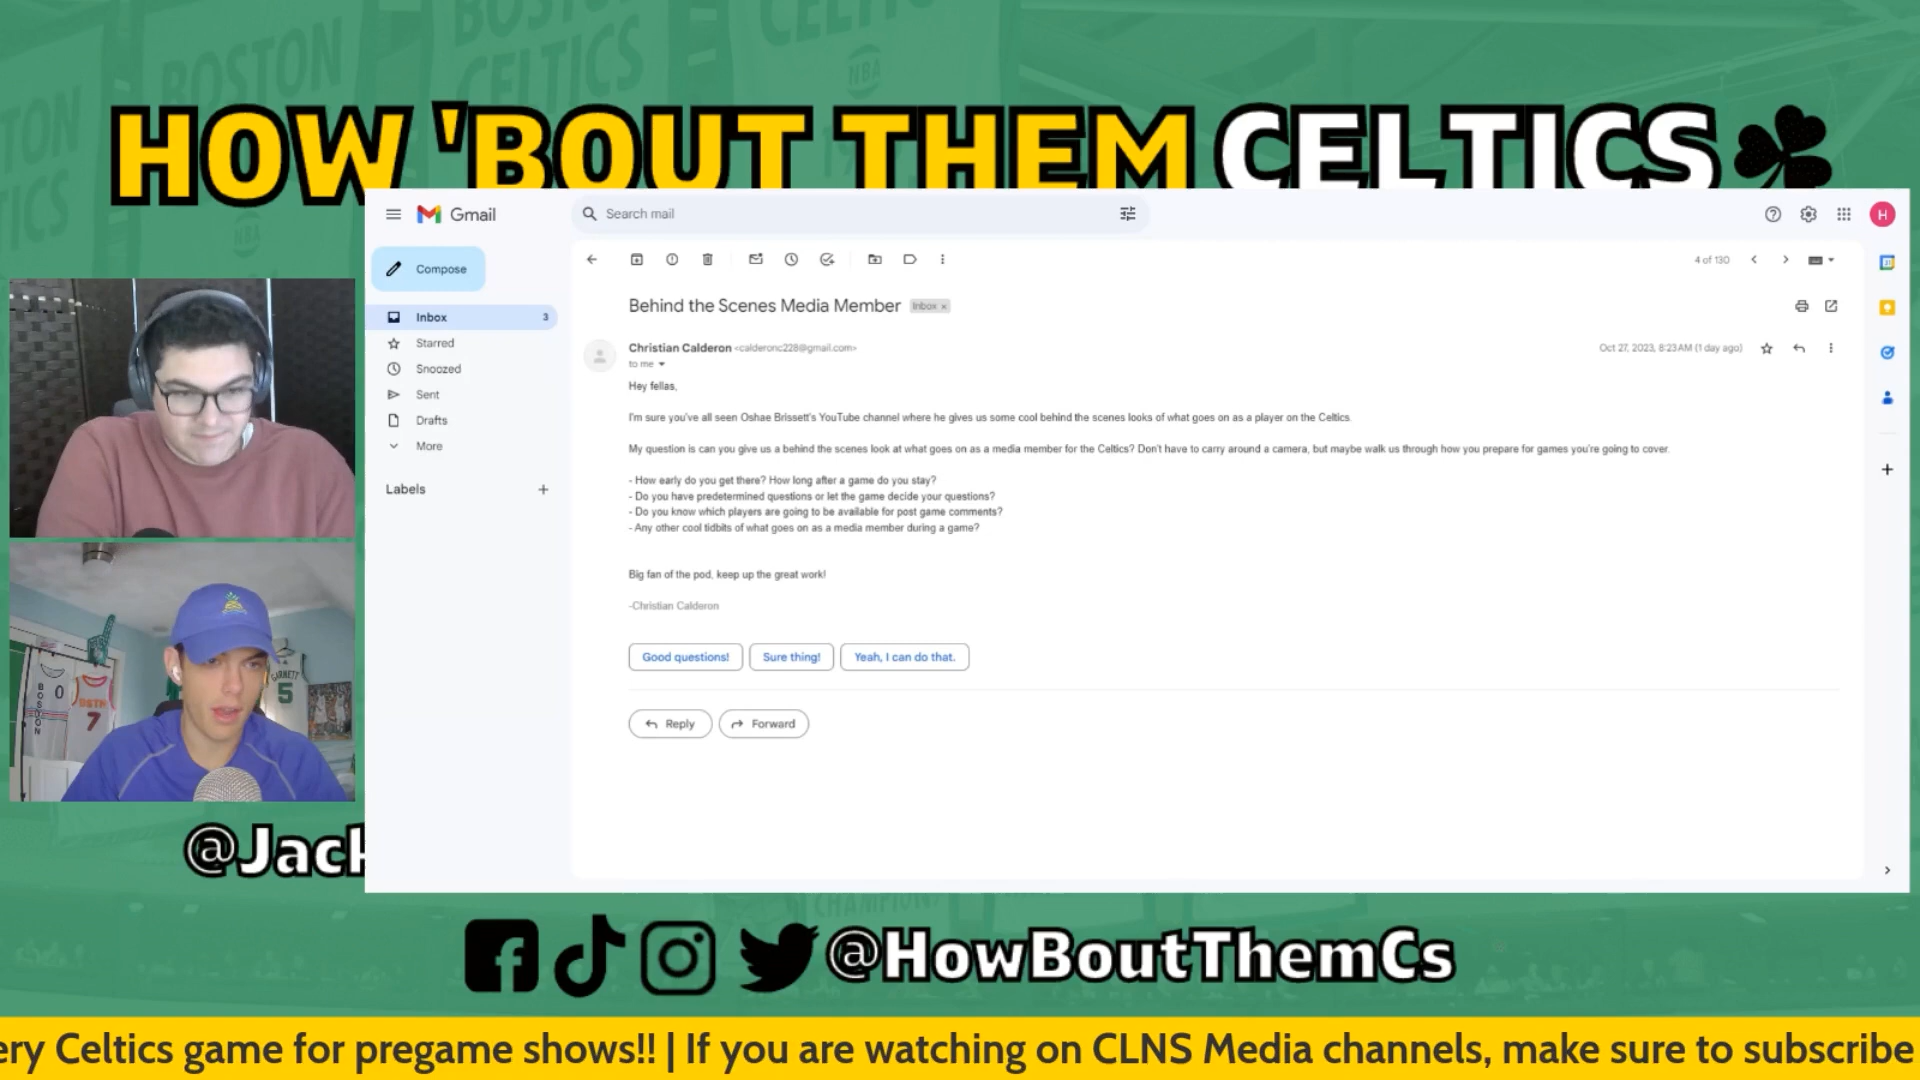 HOW 'BOUT THEM CELTICS
Gmail
Search mail
H
Compose
4 of 130
Inbox 3
Starred
Snoozed
Sent
Drafts
More
Labels
Behind the Scenes Media Member Inbox ×
Christian Calderon <calderonc228@gmail.com>
Oct 27, 2023, 8:23 AM (1 day ago)
to me
Hey fellas,
I'm sure you've all seen Oshae Brissett's YouTube channel where he gives us some cool behind the scenes looks of what goes on as a player on the Celtics.
My question is can you give us a behind the scenes look at what goes on as a media member for the Celtics? Don't have to carry around a camera, but maybe walk us through how you prepare for games you're going to cover.
- How early do you get there? How long after a game do you stay?
- Do you have predetermined questions or let the game decide your questions?
- Do you know which players are going to be available for post game comments?
- Any other cool tidbits of what goes on as a media member during a game?
Big fan of the pod, keep up the great work!
-Christian Calderon
Good questions! Sure thing! Yeah, I can do that.
Reply Forward
BOSTON
0
7
GARNETT
5
@Jack
@HowBoutThemCs
ery Celtics game for pregame shows!! | If you are watching on CLNS Media channels, make sure to subscribe
BOSTON CELTICS
NBA